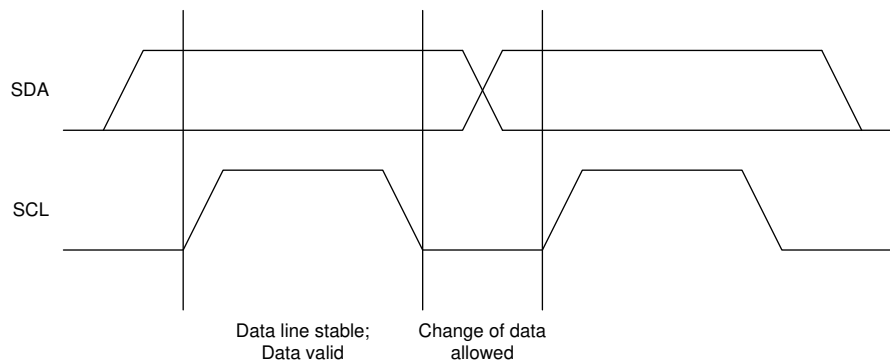 SDA
SCL
Data line stable;
Data valid
Change of data
allowed